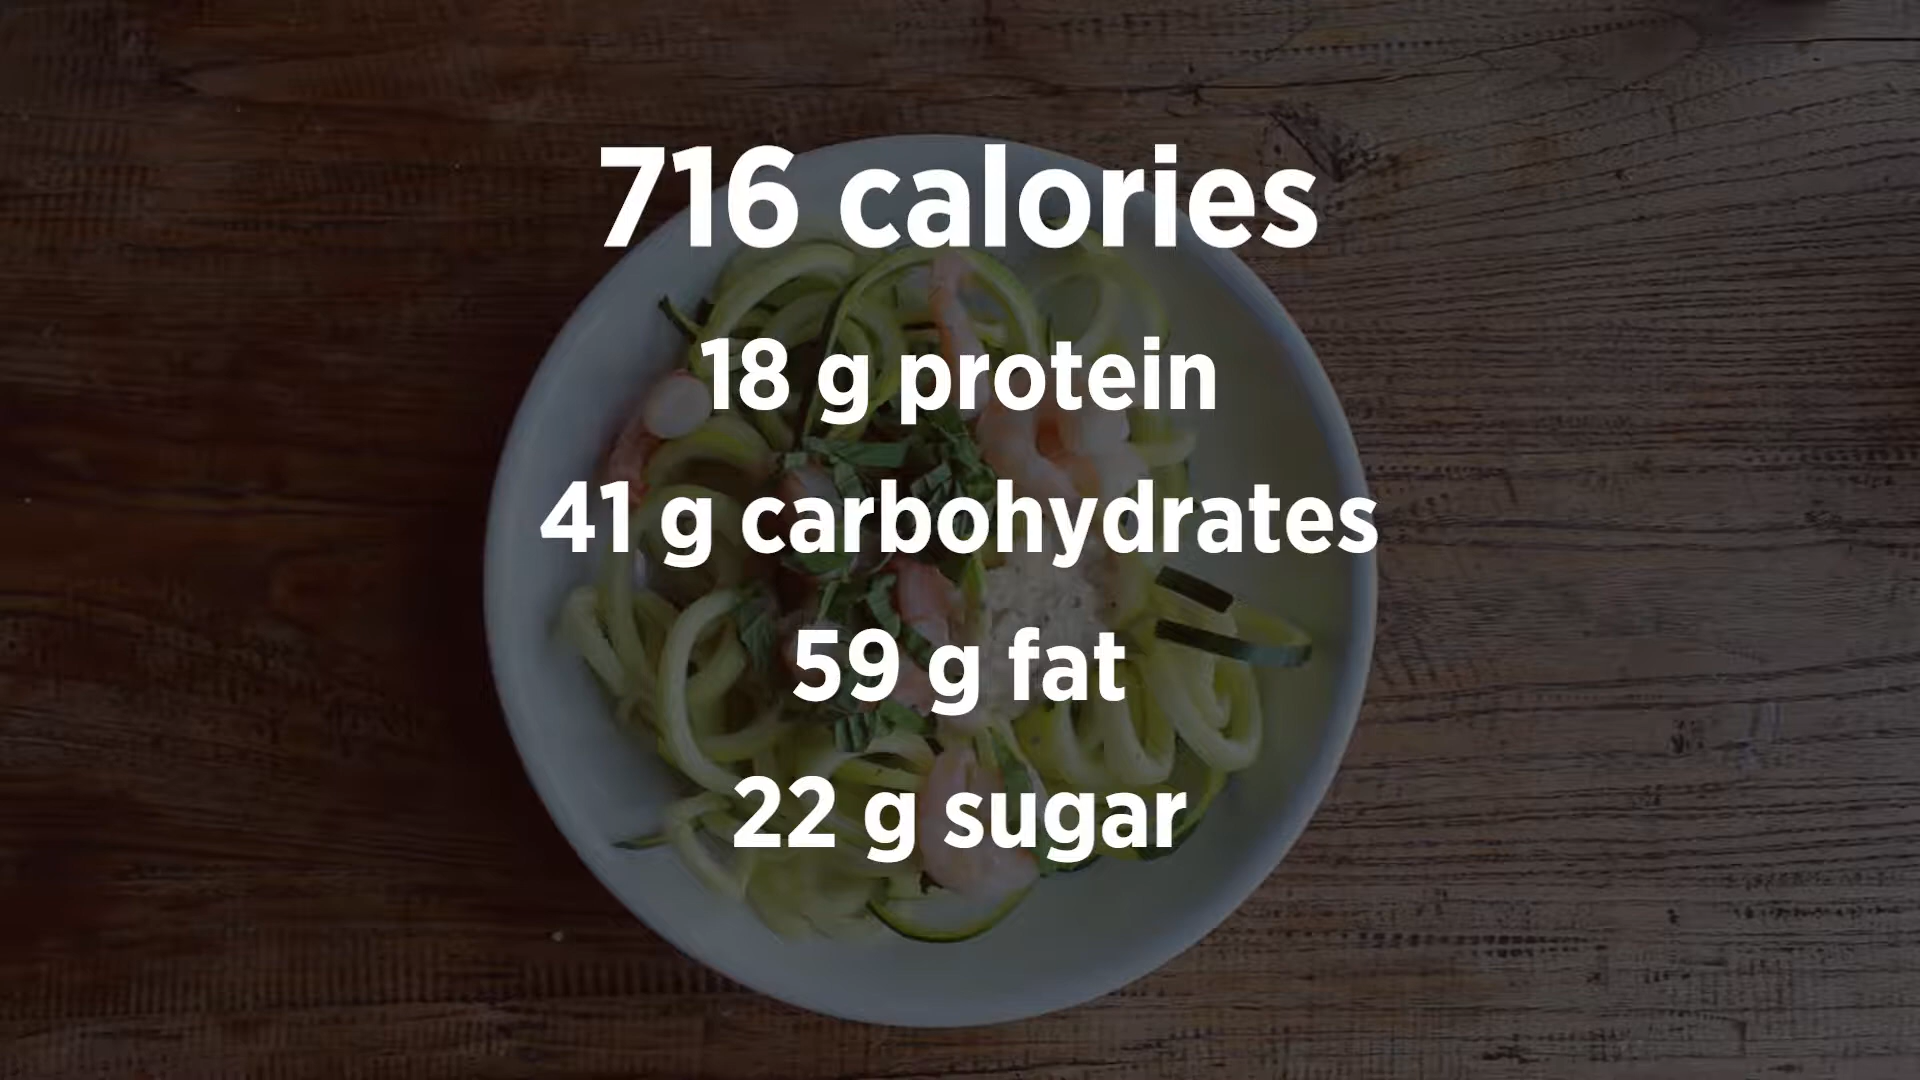 716 calories
18 g protein
41 g carbohydrates
59 g fat
22 g sugar